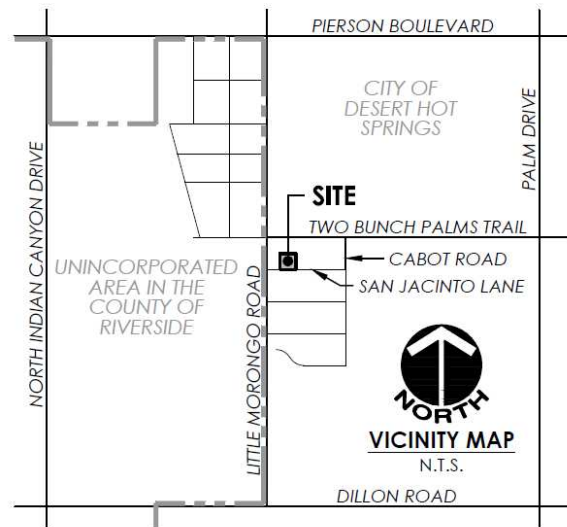 PIERSON BOULEVARD
CITY OF
DESERT HOT
SPRINGS
PALM DRIVE
NORTH INDIAN CANYON DRIVE
SITE
TWO BUNCH PALMS TRAIL
CABOT ROAD
SAN JACINTO LANE
UNINCORPORATED
AREA IN THE
COUNTY OF
RIVERSIDE
LITTLE MORONGO ROAD
NORTH
VICINITY MAP
N.T.S.
DILLON ROAD